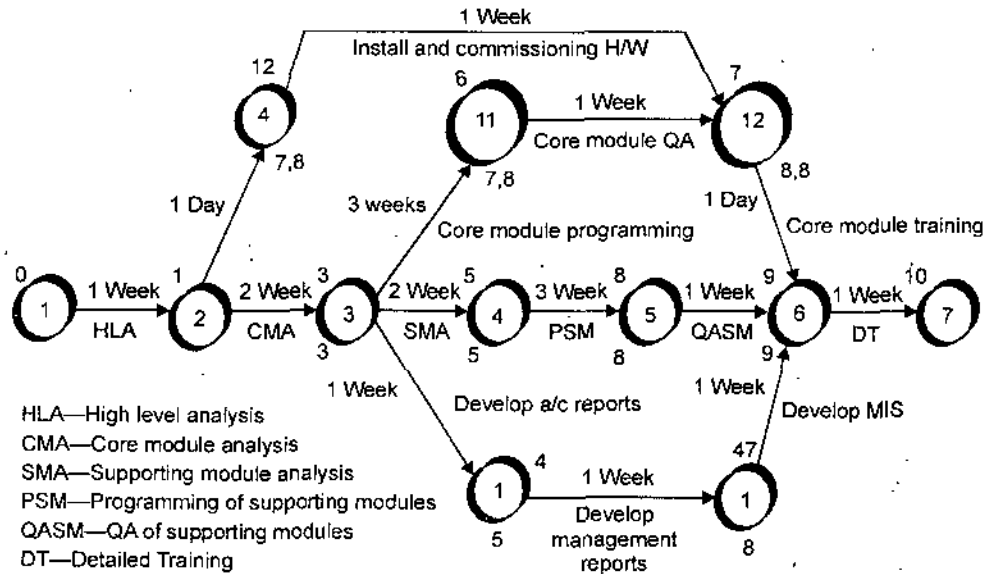 1 Week
Install and commissioning H/W
12
4
7,8
6
11
7,8
1 Week
Core module QA
7
12
8,8
1 Day
3 weeks
1 Day
Core module programming
Core module training
0
1
1 Week
HLA
1
2
2 Week
CMA
3
3
3
2 Week
SMA
5
4
5
3 Week
PSM
8
5
8
1 Week
QASM
9
6
9
1 Week
DT
10
7
1 Week
Develop a/c reports
1 Week
Develop MIS
4
1
5
1 Week
Develop
management
reports
47
1
8
HLA—High level analysis
CMA—Core module analysis
SMA—Supporting module analysis
PSM—Programming of supporting modules
QASM—QA of supporting modules
DT—Detailed Training